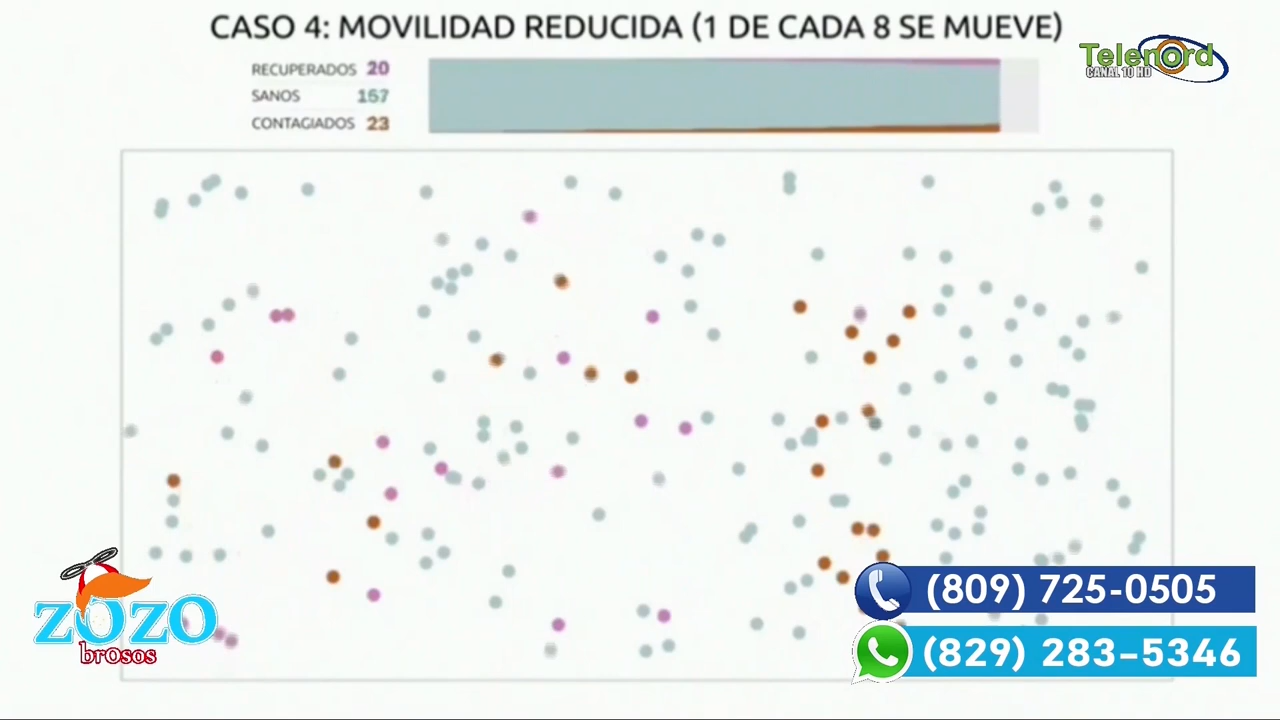 CASO 4: MOVILIDAD REDUCIDA (1 DE CADA 8 SE MUEVE)
Telenord
CANAL 10 HD
RECUPERADOS 20
SANOS 157
CONTAGIADOS 23
(809) 725-0505
ZOZO
brOsos
(829) 283-5346